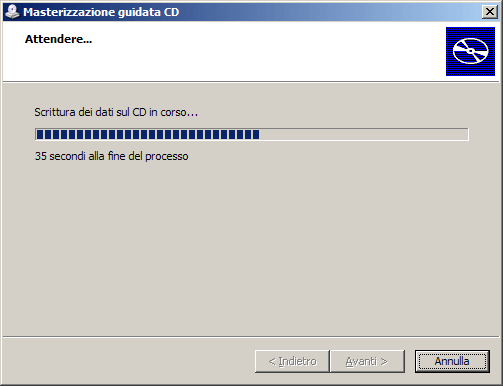 Masterizzazione guidata CD
Attendere...
Scrittura dei dati sul CD in corso...
35 secondi alla fine del processo
< Indietro
Avanti >
Annulla